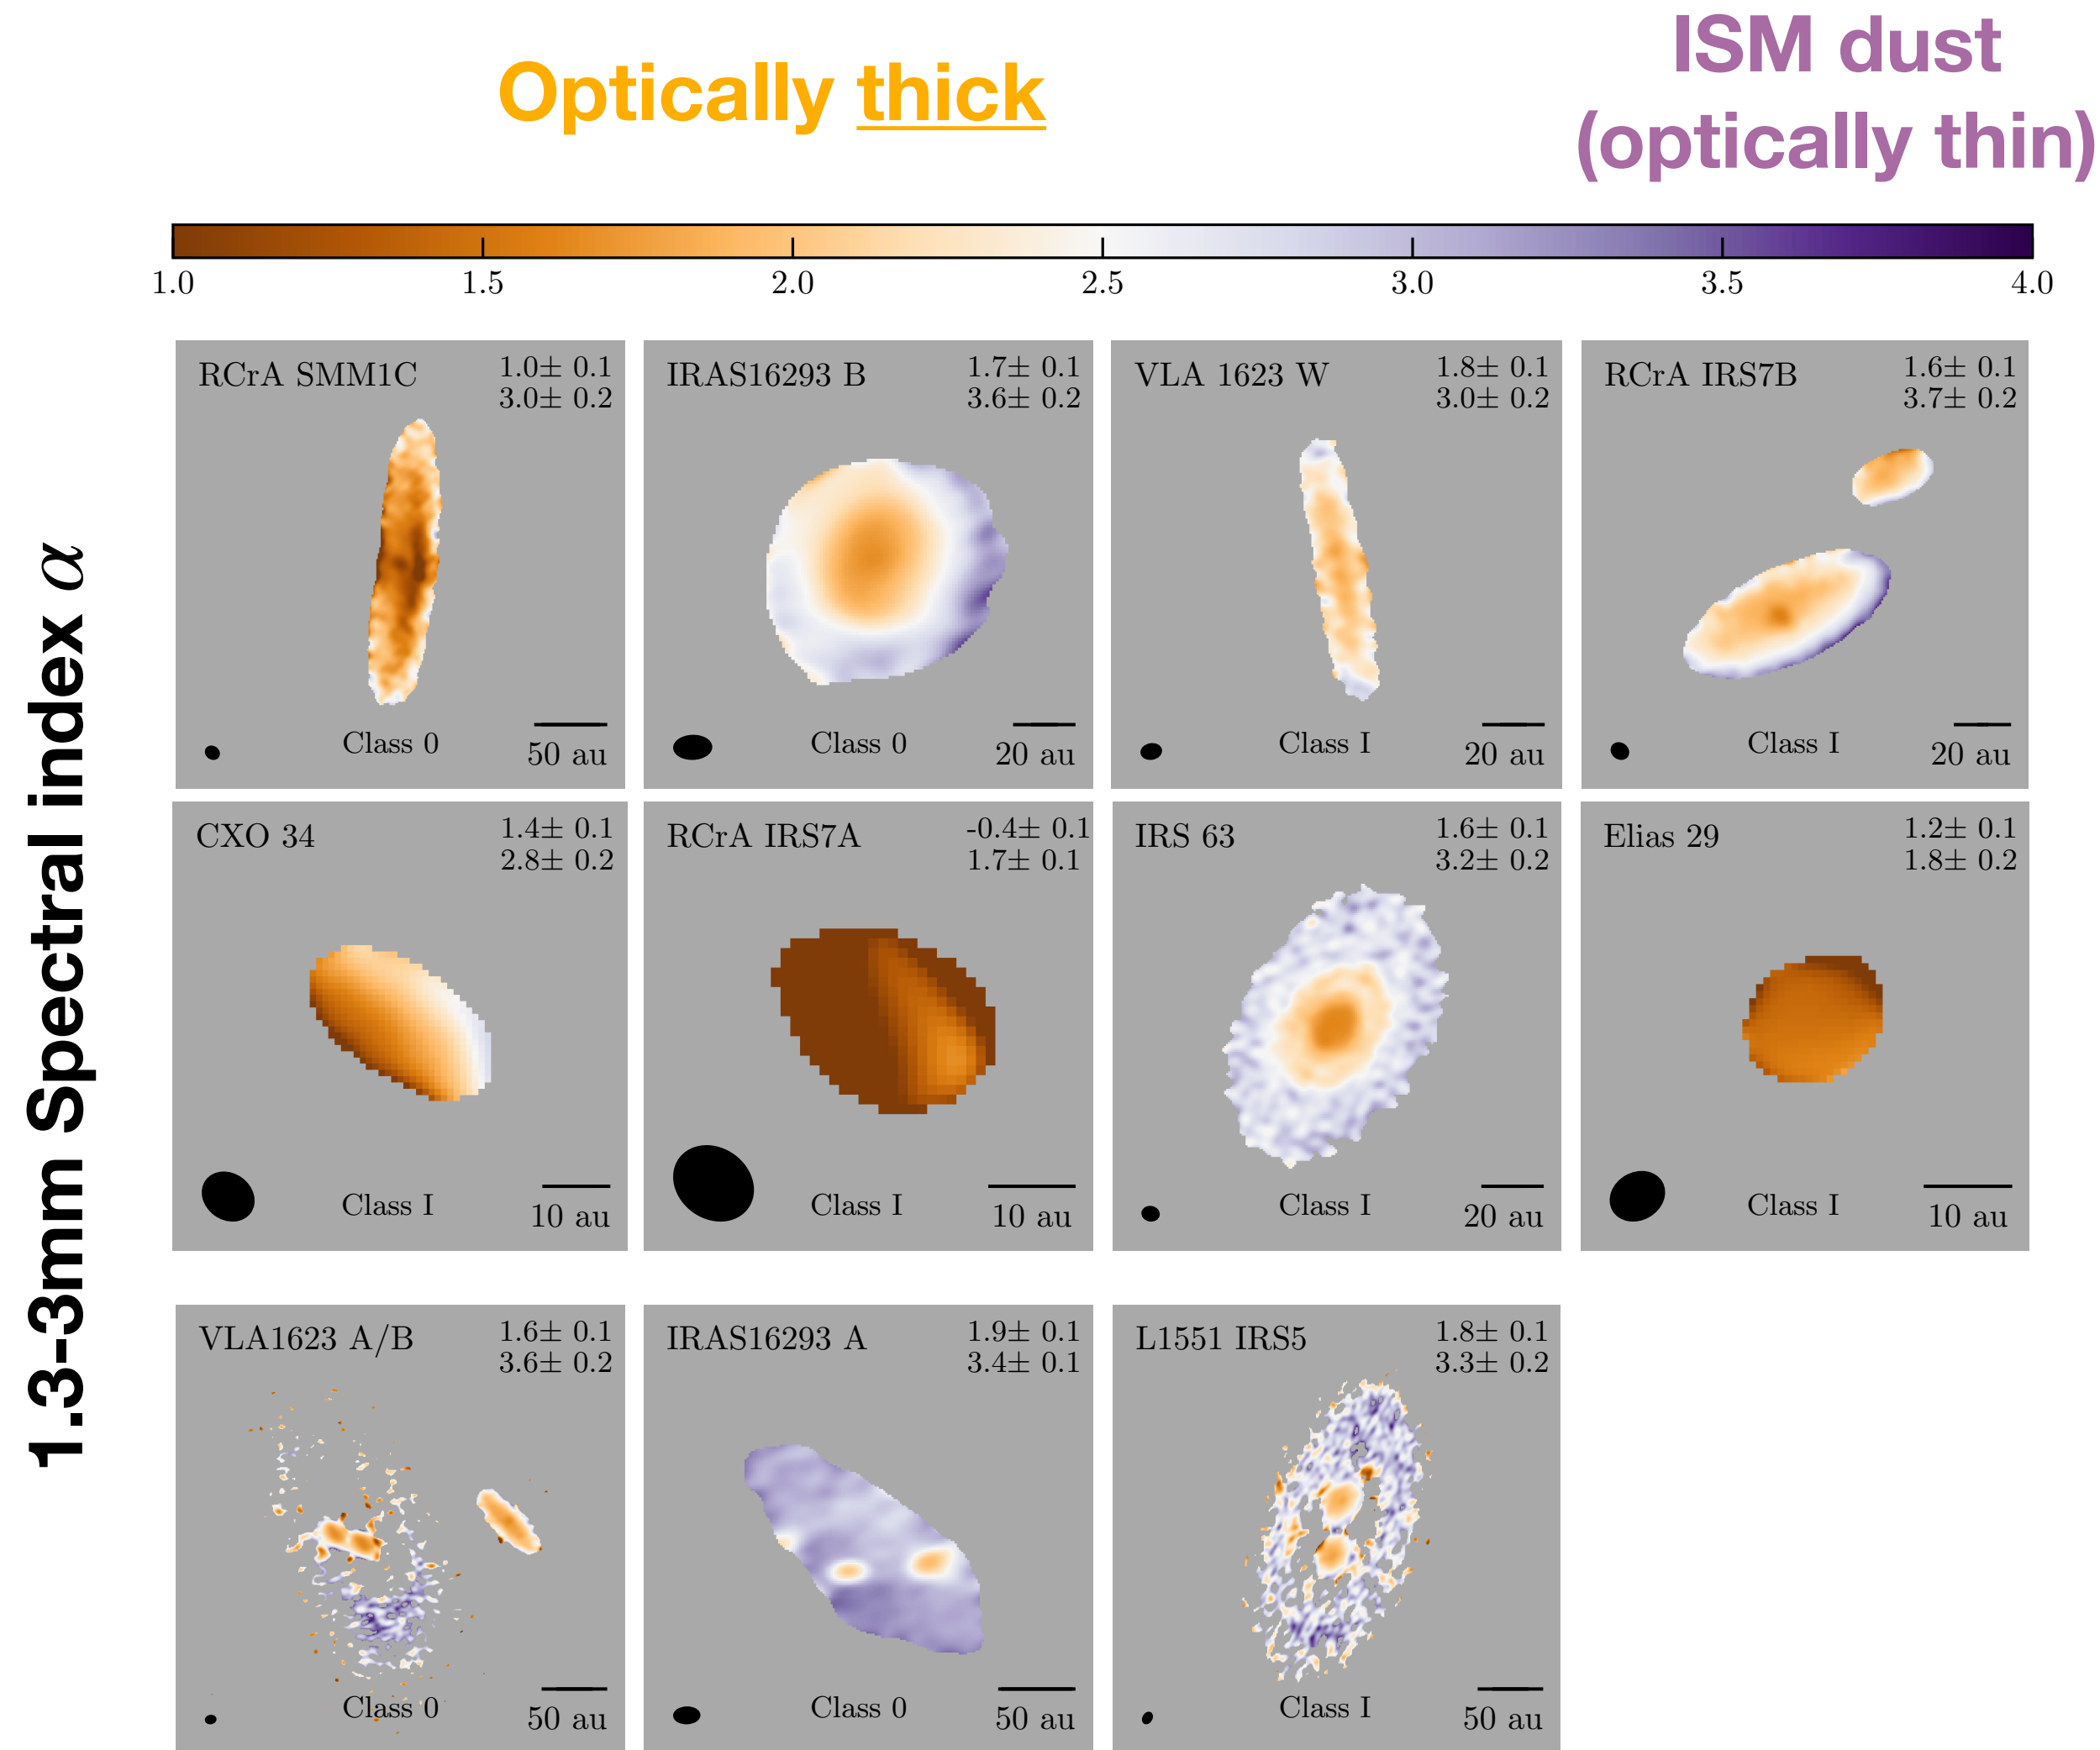 Optically thick
ISM dust
(optically thin)
1.0 1.5 2.0 2.5 3.0 3.5 4.0
1.3-3mm Spectral index α
RCrA SMM1C
1.0± 0.1
3.0± 0.2
Class 0
50 au
IRAS16293 B
1.7± 0.1
3.6± 0.2
Class 0
20 au
VLA 1623 W
1.8± 0.1
3.0± 0.2
Class I
20 au
RCrA IRS7B
1.6± 0.1
3.7± 0.2
Class I
20 au
CXO 34
1.4± 0.1
2.8± 0.2
Class I
10 au
RCrA IRS7A
-0.4± 0.1
1.7± 0.1
Class I
10 au
IRS 63
1.6± 0.1
3.2± 0.2
Class I
20 au
Elias 29
1.2± 0.1
1.8± 0.2
Class I
10 au
VLA1623 A/B
1.6± 0.1
3.6± 0.2
Class 0
50 au
IRAS16293 A
1.9± 0.1
3.4± 0.1
Class 0
50 au
L1551 IRS5
1.8± 0.1
3.3± 0.2
Class I
50 au